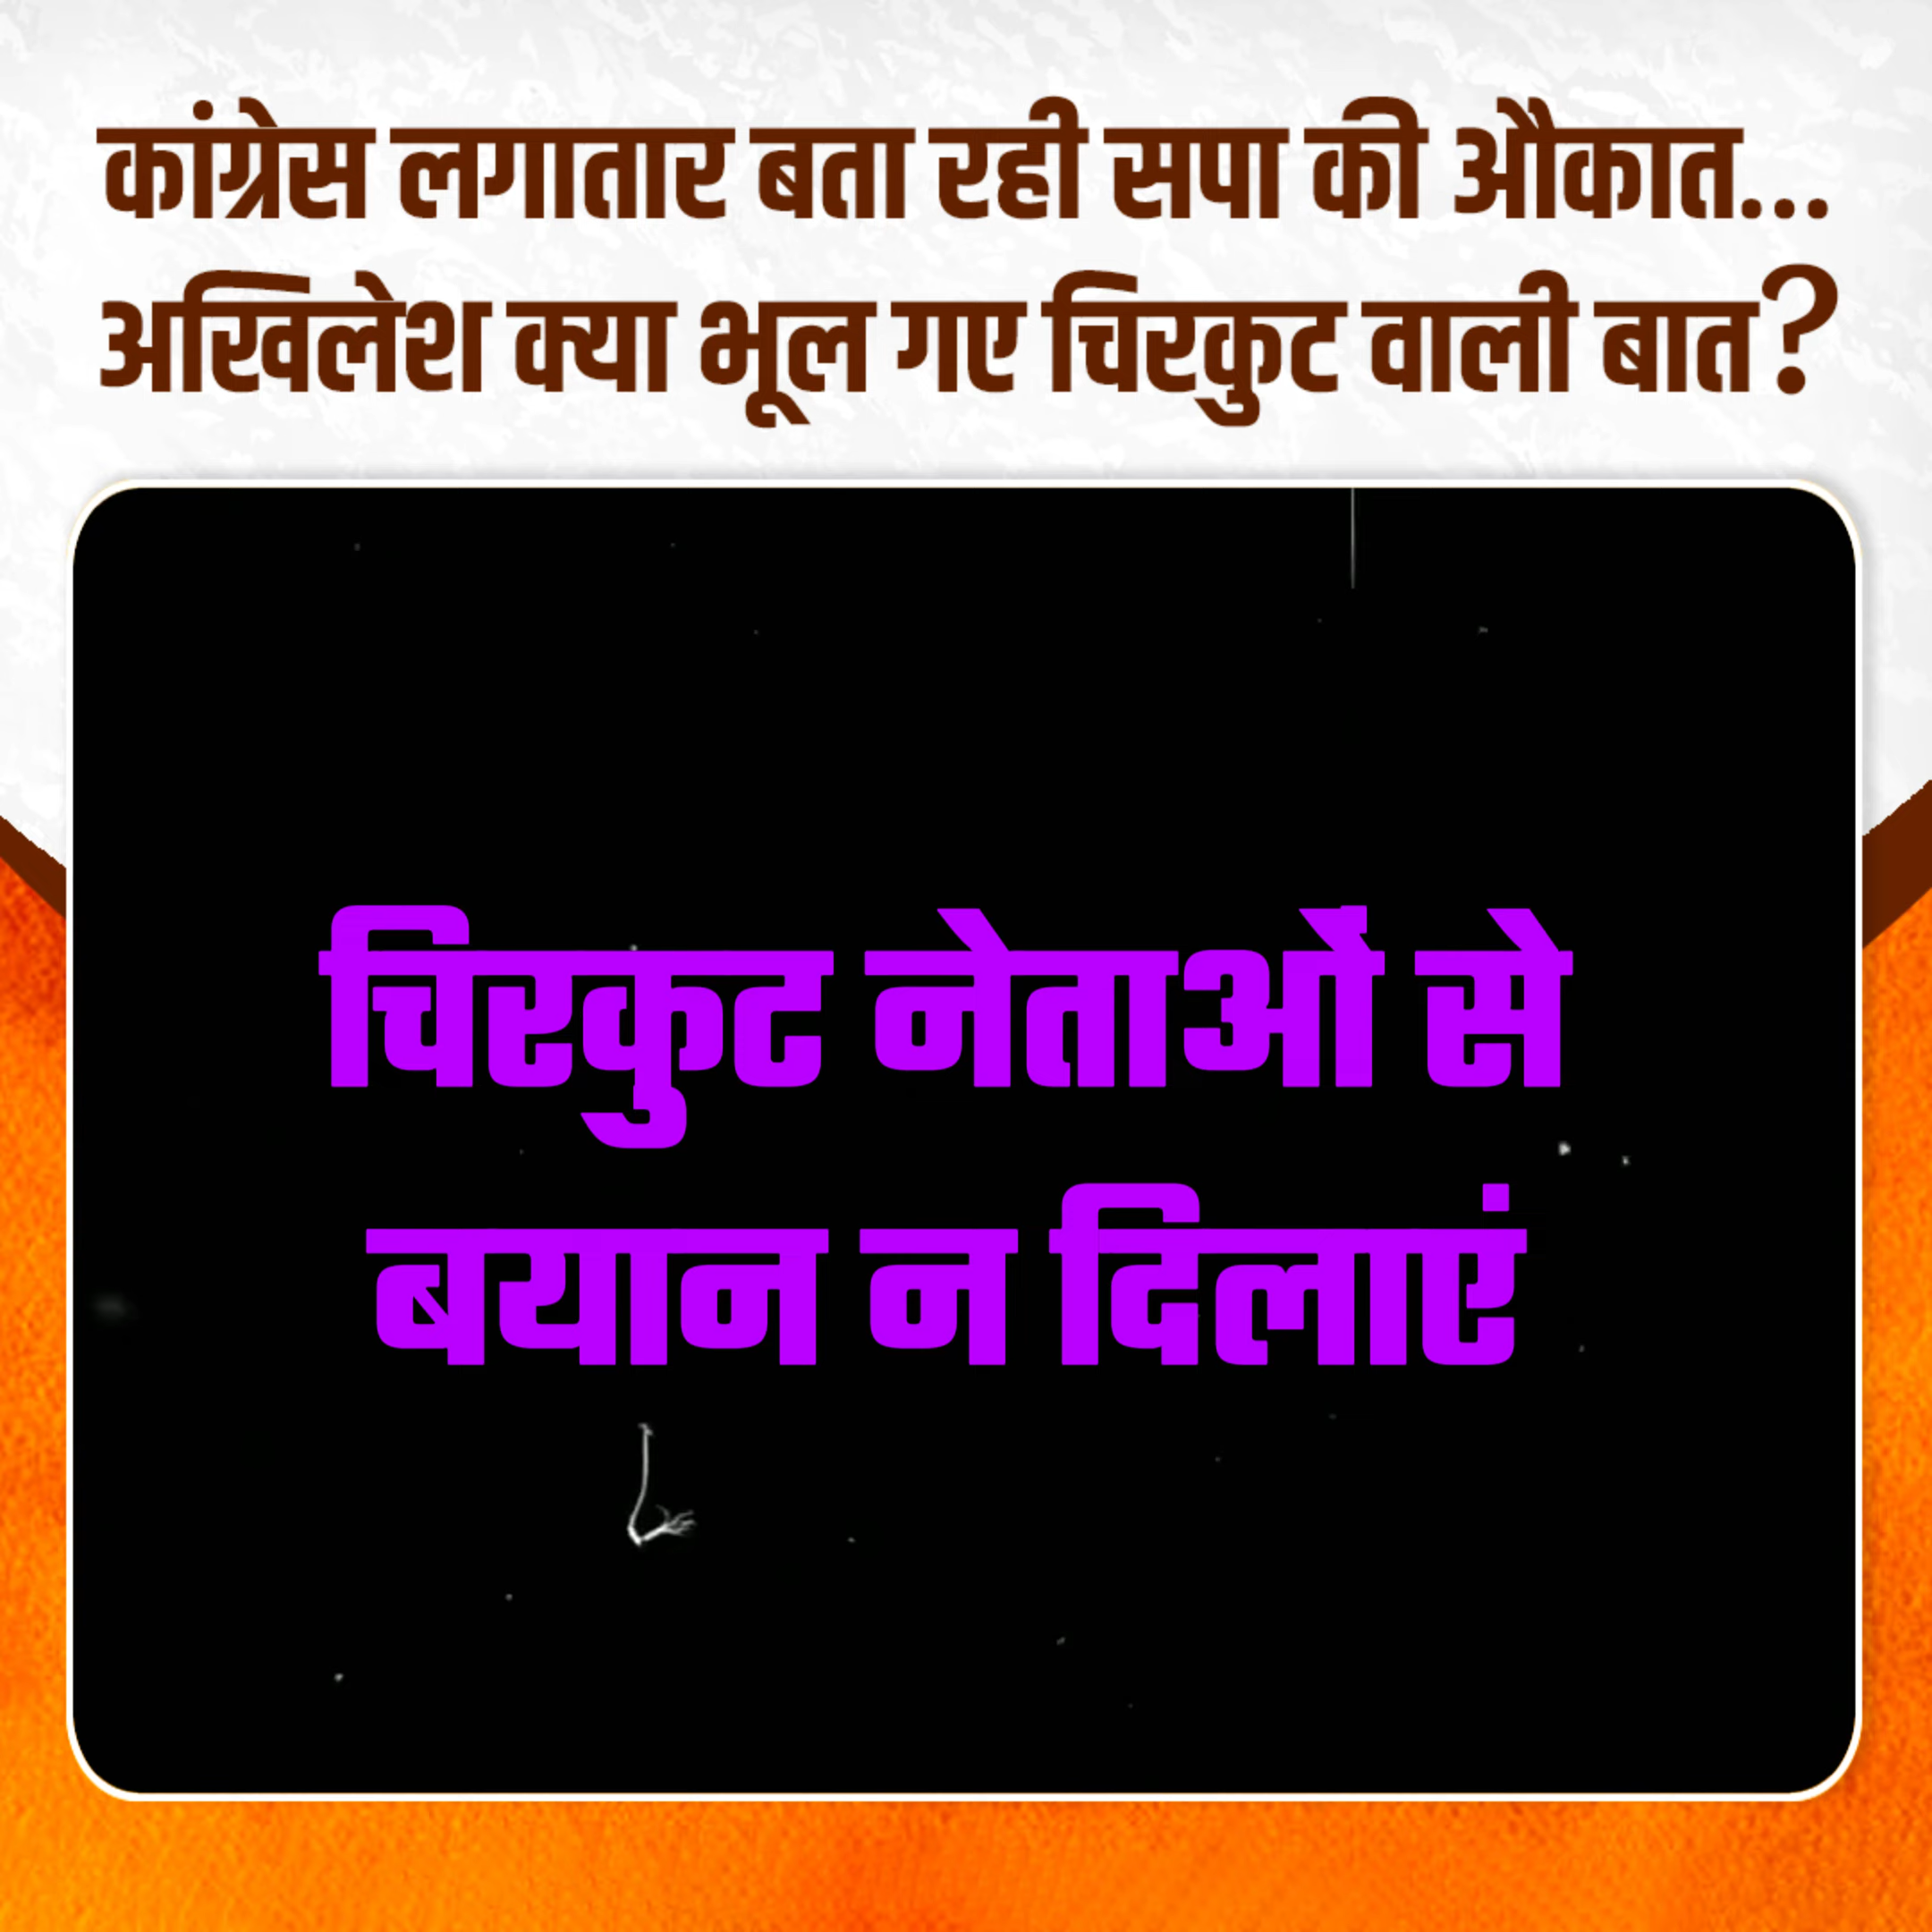 कांग्रेस लगातार बता रही सपा की औकात...
अखिलेश क्या भूल गए चिरकुट वाली बात?
चिरकुट नेताओं से
बयान न दिलाएं